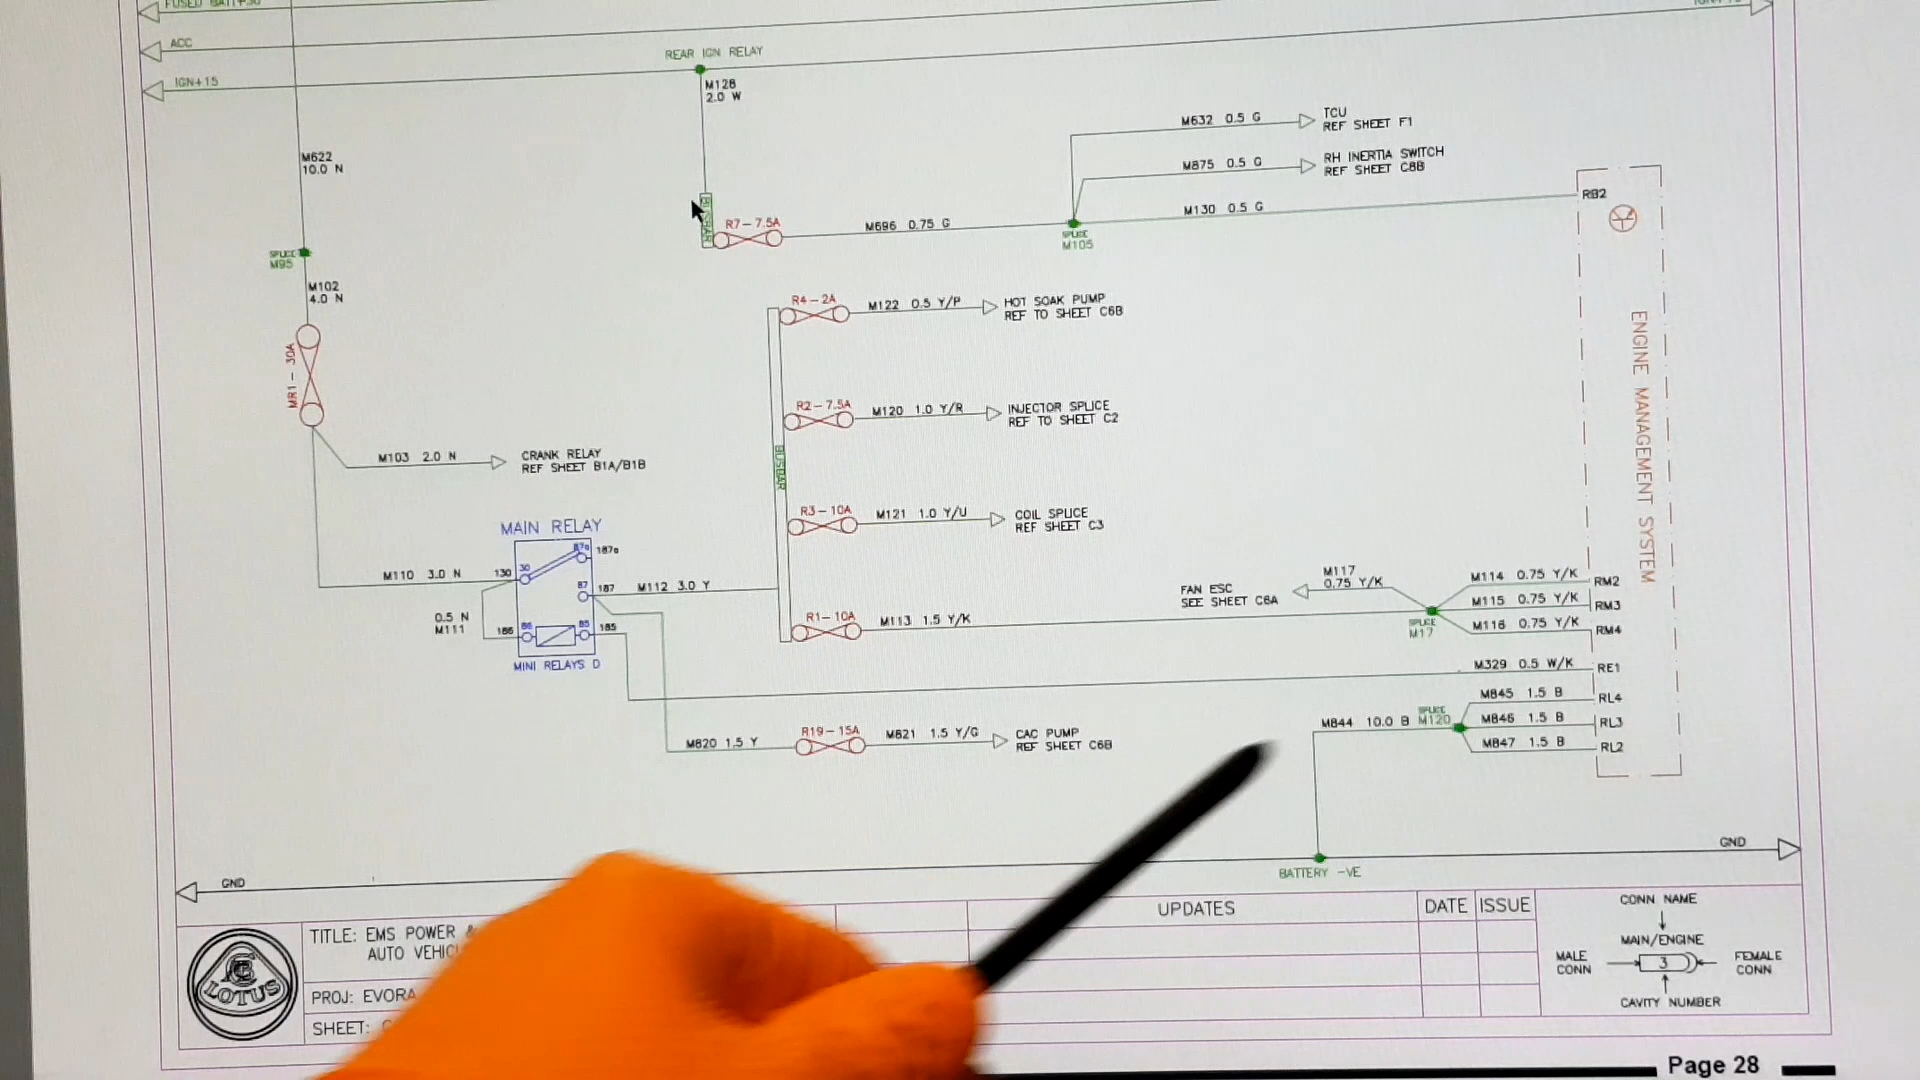 FUSED BATT+30
ACC
IGN+15
REAR IGN RELAY
M128
2.0 W
M622
10.0 N
M632 0.5 G
TCU
REF SHEET F1
M875 0.5 G
RH INERTIA SWITCH
REF SHEET C8B
M130 0.5 G
RB2
BUSBAR
R7-7.5A
M696 0.75 G
SPLICE
M105
SPLICE
M95
M102
4.0 N
R4-2A
M122 0.5 Y/P
HOT SOAK PUMP
REF TO SHEET C6B
MR1 - 30A
R2-7.5A
M120 1.0 Y/R
INJECTOR SPLICE
REF TO SHEET C2
BUSBAR
ENGINE MANAGEMENT SYSTEM
M103 2.0 N
CRANK RELAY
REF SHEET B1A/B1B
R3-10A
M121 1.0 Y/U
COIL SPLICE
REF SHEET C3
MAIN RELAY
87a
187a
M110 3.0 N
130
30
87
187
M112 3.0 Y
0.5 N
M111
186
86
85
185
MINI RELAYS D
R1-10A
M113 1.5 Y/K
FAN ESC
SEE SHEET C6A
M117
0.75 Y/K
SPLICE
M17
M114 0.75 Y/K
RM2
M115 0.75 Y/K
RM3
M116 0.75 Y/K
RM4
M329 0.5 W/K
RE1
M845 1.5 B
RL4
M844 10.0 B
SPLICE
M120
M846 1.5 B
RL3
M847 1.5 B
RL2
M820 1.5 Y
R19-15A
M821 1.5 Y/G
CAC PUMP
REF SHEET C6B
GND
GND
BATTERY -VE
LOTUS
TITLE: EMS POWER &
AUTO
PROJ: EVORA
SHEET:
UPDATES
DATE
ISSUE
CONN NAME
MAIN/ENGINE
MALE
CONN
3
FEMALE
CONN
CAVITY NUMBER
Page 28